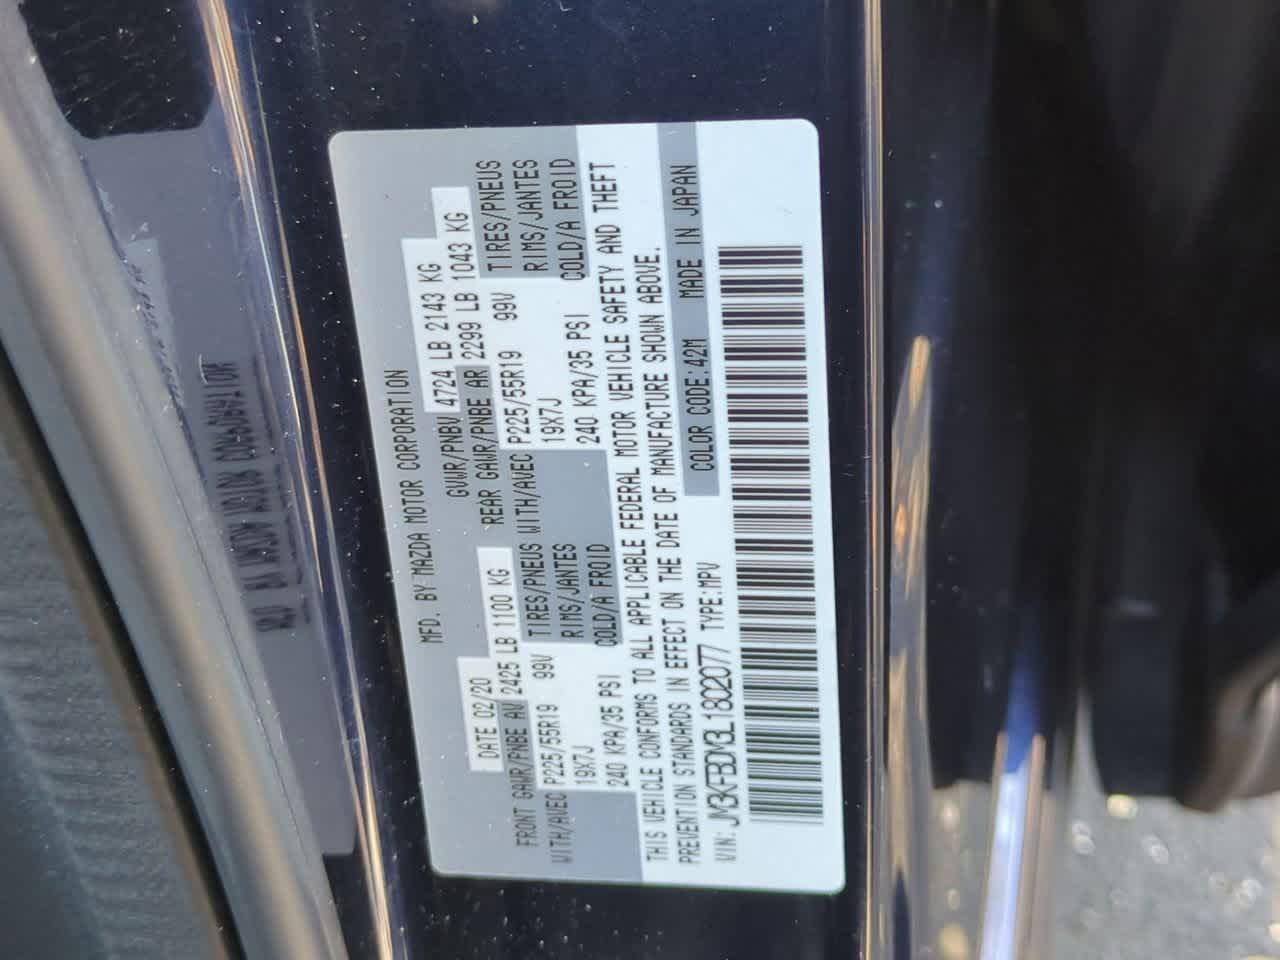 MFD. BY MAZDA MOTOR CORPORATION
DATE 02/20 GVWR/PNBV 4724 LB 2143 KG
FRONT GAWR/PNBE AV 2425 LB 1100 KG REAR GAWR/PNBE AR 2299 LB 1043 KG
WITH/AVEC P225/55R19 99V TIRES/PNEUS WITH/AVEC P225/55R19 99V TIRES/PNEUS
19X7J RIMS/JANTES 19X7J RIMS/JANTES
240 KPA/35 PSI COLD/A FROID 240 KPA/35 PSI COLD/A FROID
THIS VEHICLE CONFORMS TO ALL APPLICABLE FEDERAL MOTOR VEHICLE SAFETY AND THEFT
PREVENTION STANDARDS IN EFFECT ON THE DATE OF MANUFACTURE SHOWN ABOVE.
VIN: JM3KFBDM3L1802077 TYPE:MPV COLOR CODE:42M MADE IN JAPAN